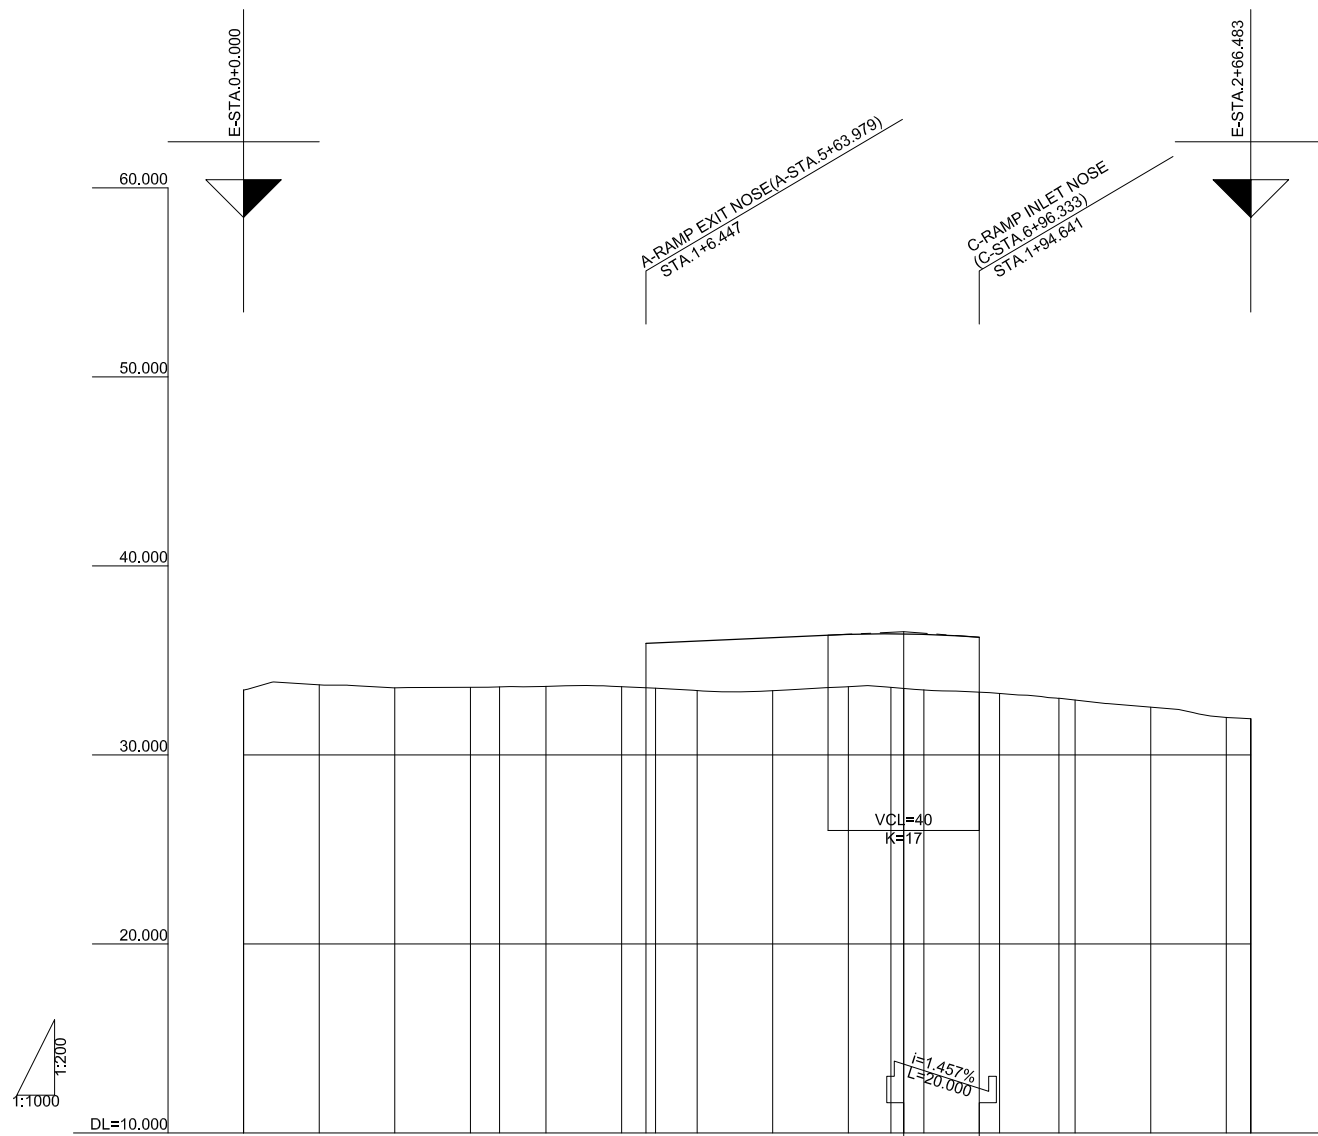 E-STA.0+0.000
E-STA.2+66.483
A-RAMP EXIT NOSE(A-STA.5+63.979)
STA.1+6.447
C-RAMP INLET NOSE
(C-STA.6+96.333)
STA.1+94.641
60.000
50.000
40.000
30.000
VCL=40
K=17
20.000
1:200
1:1000
i=1.457%
L=20.000
DL=10.000